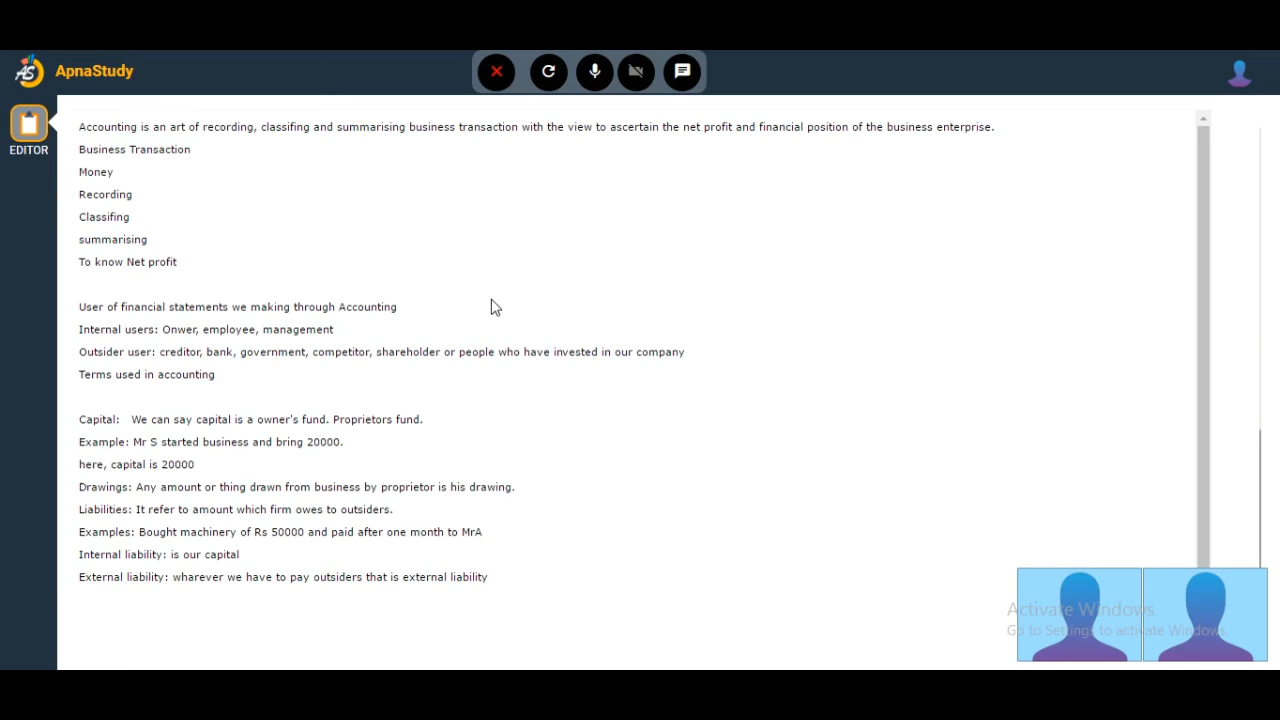 AS ApnaStudy
EDITOR
Accounting is an art of recording, classifing and summarising business transaction with the view to ascertain the net profit and financial position of the business enterprise.
Business Transaction
Money
Recording
Classifing
summarising
To know Net profit
User of financial statements we making through Accounting
Internal users: Onwer, employee, management
Outsider user: creditor, bank, government, competitor, shareholder or people who have invested in our company
Terms used in accounting
Capital: We can say capital is a owner's fund. Proprietors fund.
Example: Mr S started business and bring 20000.
here, capital is 20000
Drawings: Any amount or thing drawn from business by proprietor is his drawing.
Liabilities: It refer to amount which firm owes to outsiders.
Examples: Bought machinery of Rs 50000 and paid after one month to MrA
Internal liability: is our capital
External liability: wharever we have to pay outsiders that is external liability
Activate Windows
Go to Settings to activate Windows.